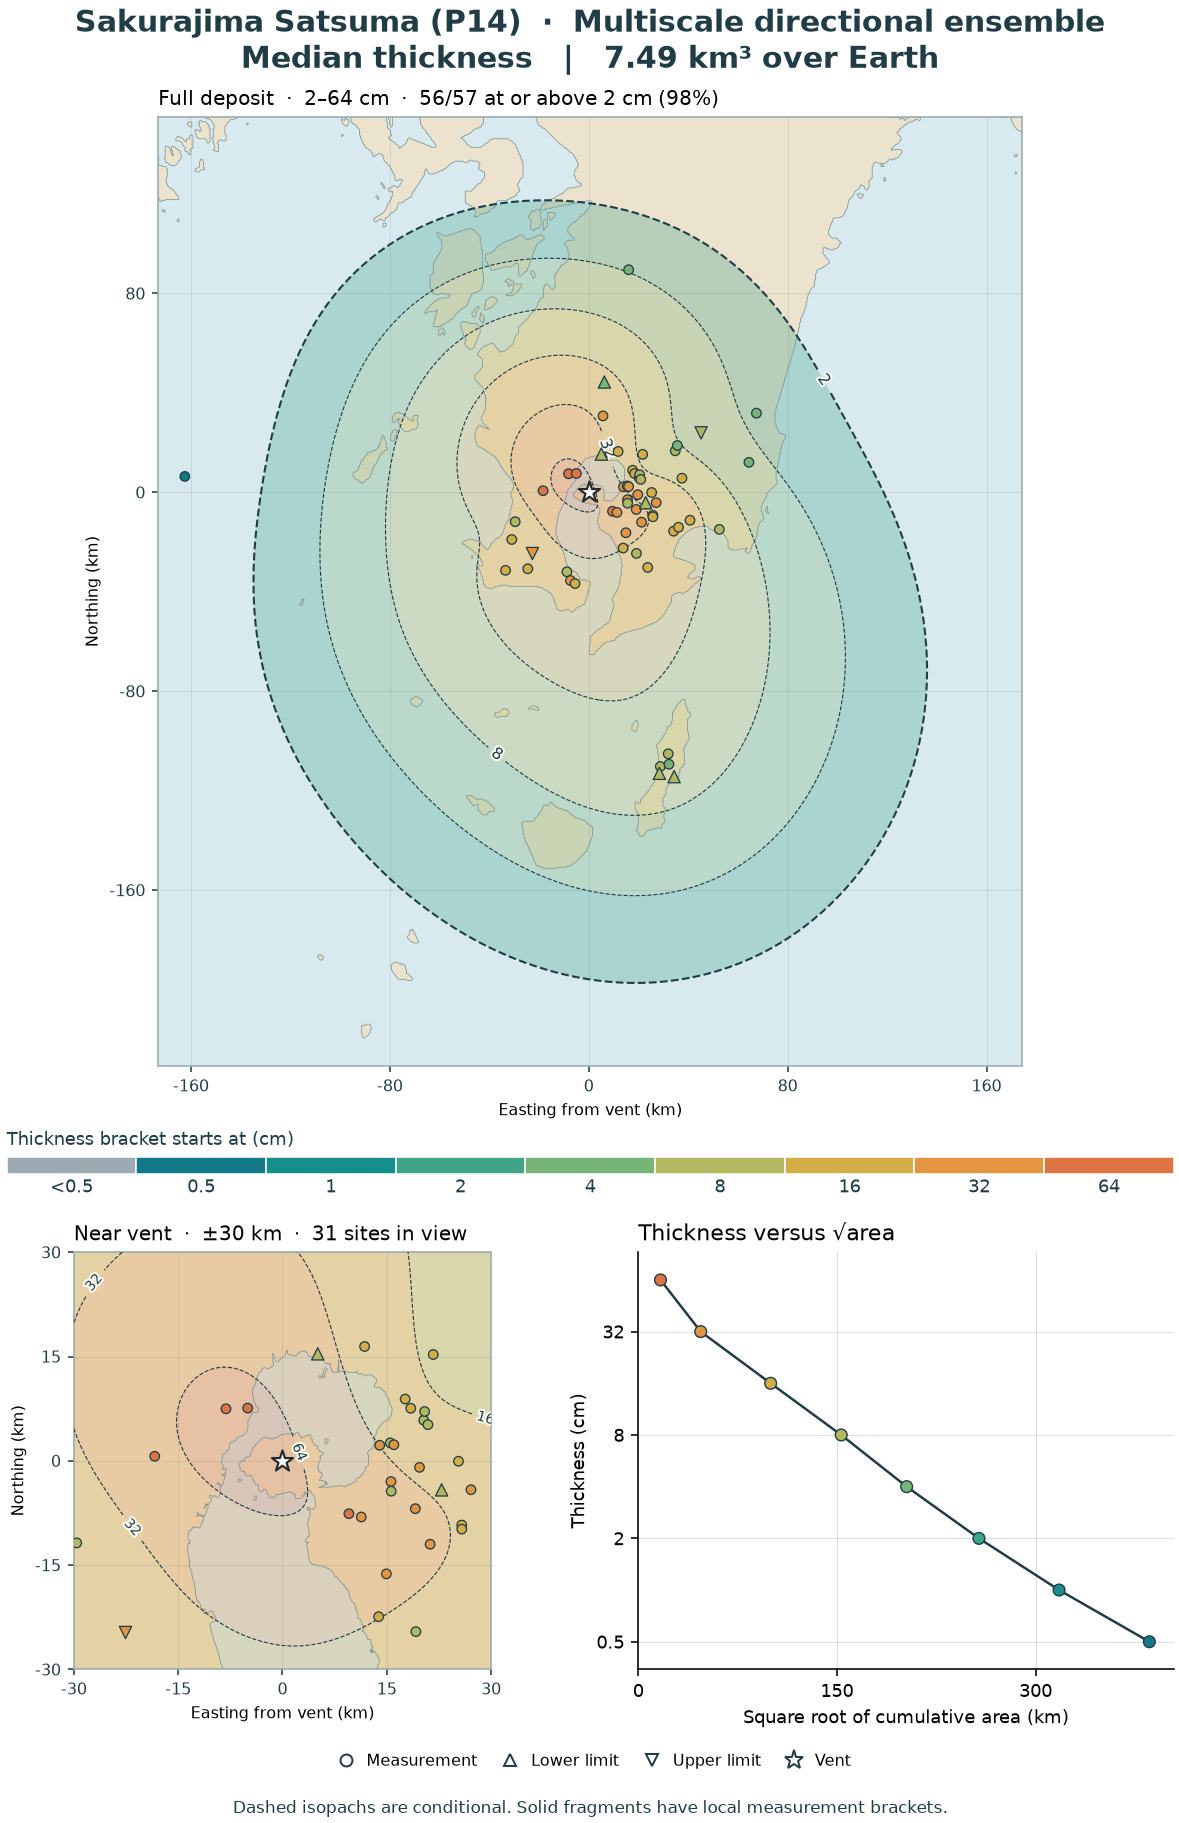 Sakurajima Satsuma (P14)  ·  Multiscale directional ensemble
Median thickness   |   7.49 km³ over Earth
Full deposit  ·  2–64 cm  ·  56/57 at or above 2 cm (98%)
2
32
8
80
0
-80
-160
Northing (km)
-160
-80
0
80
160
Easting from vent (km)
Thickness bracket starts at (cm)
<0.5
0.5
1
2
4
8
16
32
64
Near vent  ·  ±30 km  ·  31 sites in view
32
64
16
32
30
15
0
-15
-30
Northing (km)
-30
-15
0
15
30
Easting from vent (km)
Thickness versus √area
32
8
2
0.5
Thickness (cm)
0
150
300
Square root of cumulative area (km)
Measurement
Lower limit
Upper limit
Vent
Dashed isopachs are conditional. Solid fragments have local measurement brackets.